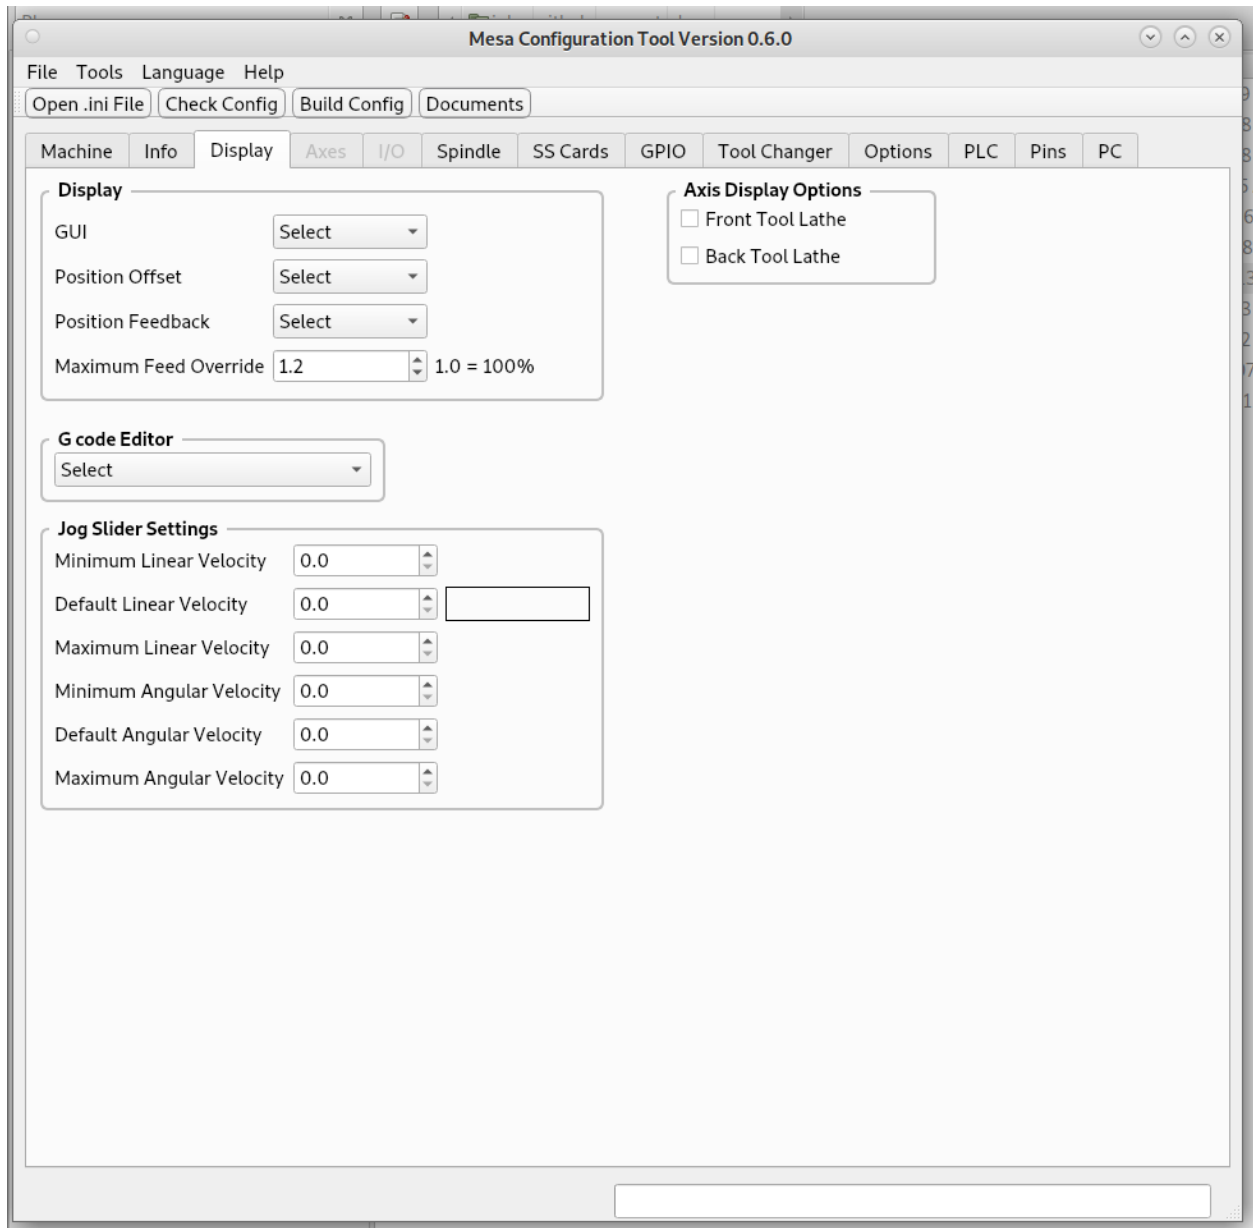 Mesa Configuration Tool Version 0.6.0
File Tools Language Help
Open .ini File Check Config Build Config Documents
Machine Info Display Axes I/O Spindle SS Cards GPIO Tool Changer Options PLC Pins PC
Display
GUI Select
Position Offset Select
Position Feedback Select
Maximum Feed Override 1.2 1.0 = 100%
Axis Display Options
Front Tool Lathe
Back Tool Lathe
G code Editor
Select
Jog Slider Settings
Minimum Linear Velocity 0.0
Default Linear Velocity 0.0
Maximum Linear Velocity 0.0
Minimum Angular Velocity 0.0
Default Angular Velocity 0.0
Maximum Angular Velocity 0.0